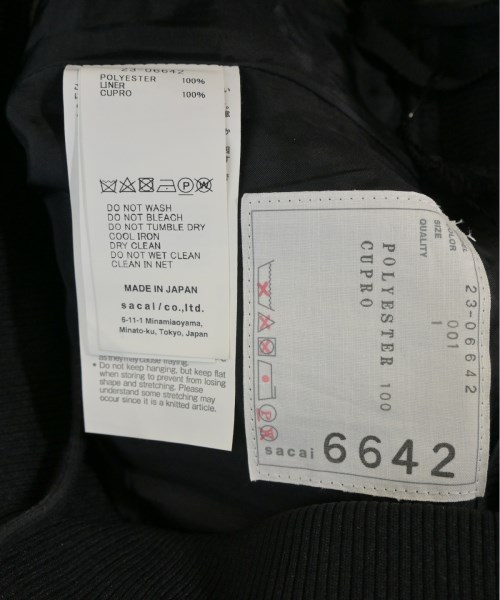 23-06642
POLYESTER 100%
LINER
CUPRO 100%
DO NOT WASH
DO NOT BLEACH
DO NOT TUMBLE DRY
COOL IRON
DRY CLEAN
DO NOT WET CLEAN
CLEAN IN NET
MADE IN JAPAN
sacai/co.,ltd.
6-11-1 Minamiaoyama,
Minato-ku, Tokyo, Japan
as they may cause fraying.
* Do not keep hanging, but keep flat
when storing to prevent from losing
shape and stretching. Please
understand some stretching may
occur since it is a knitted article.
23-06642
001
SIZE 1
QUALITY
POLYESTER 100
CUPRO
sacai 6642